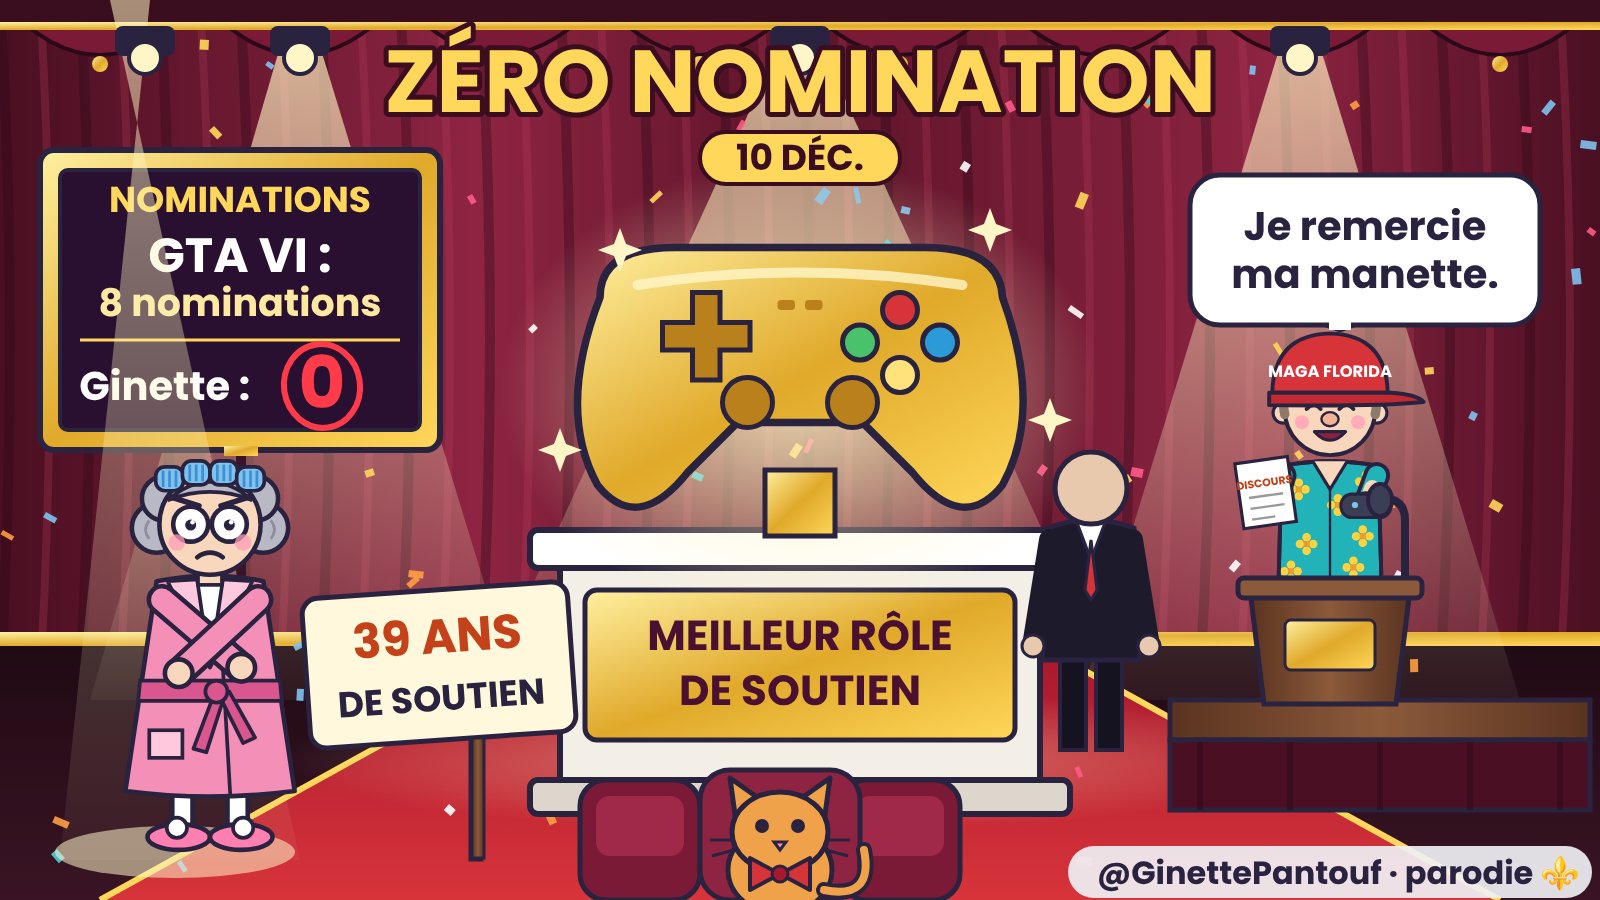 ZÉRO NOMINATION
10 DÉC.
NOMINATIONS
GTA VI :
8 nominations
Ginette : 0
Je remercie
ma manette.
MAGA FLORIDA
DISCOURS
39 ANS
DE SOUTIEN
MEILLEUR RÔLE
DE SOUTIEN
@GinettePantouf · parodie ⚜️